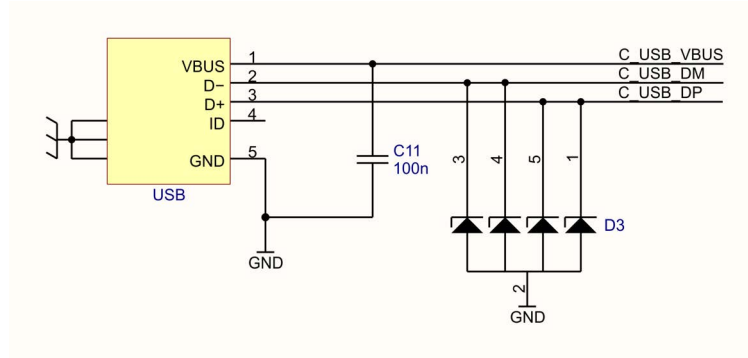 C_USB_VBUS
C_USB_DM
C_USB_DP
VBUS 1
D− 2
D+ 3
ID 4
GND 5
USB
C11
100n
GND
3 4 5 1
D3
2
GND